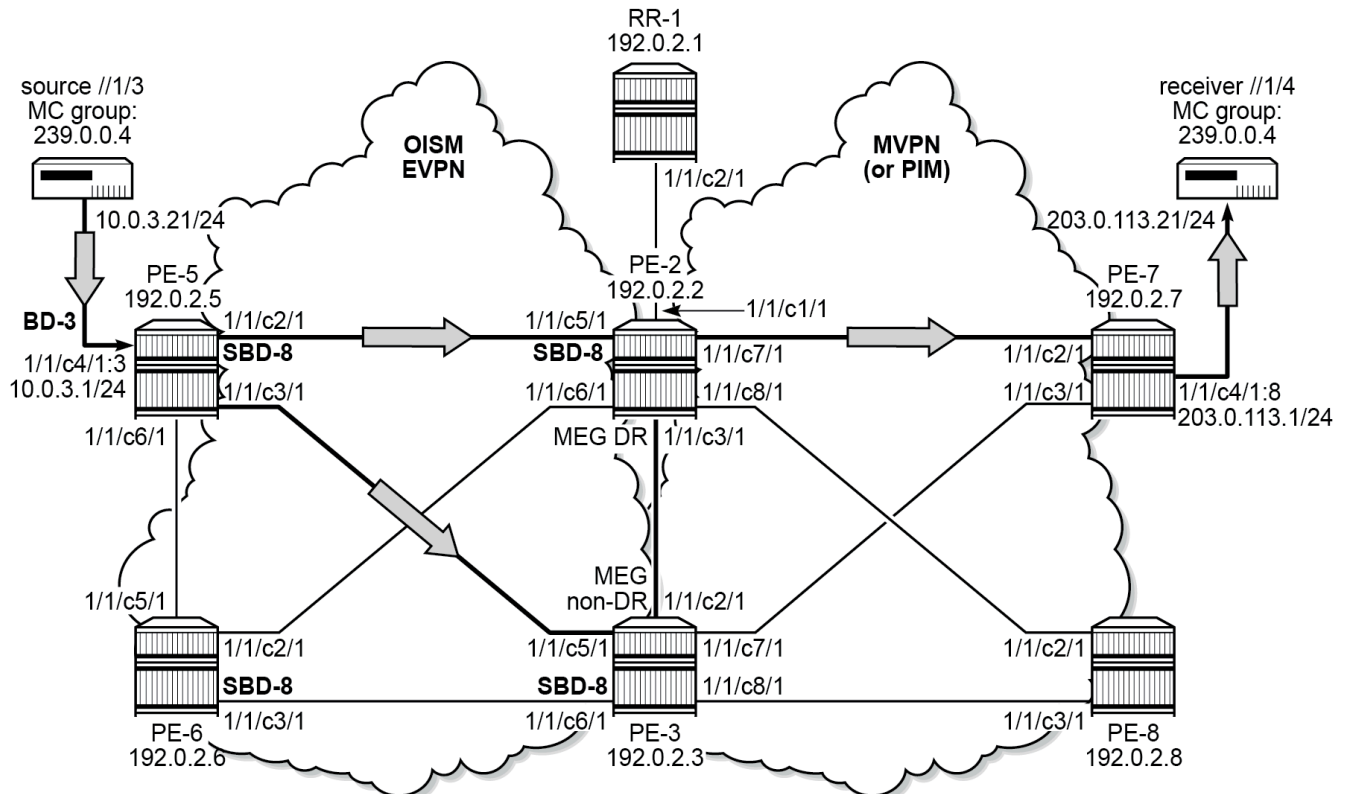 RR-1
192.0.2.1
source //1/3
MC group:
239.0.0.4
receiver //1/4
MC group:
239.0.0.4
OISM
EVPN
MVPN
(or PIM)
1/1/c2/1
10.0.3.21/24
203.0.113.21/24
PE-5
192.0.2.5
PE-2
192.0.2.2
PE-7
192.0.2.7
1/1/c1/1
BD-3
1/1/c2/1
1/1/c5/1
SBD-8
SBD-8
1/1/c4/1:3
10.0.3.1/24
1/1/c7/1
1/1/c2/1
1/1/c3/1
1/1/c6/1
1/1/c8/1
1/1/c3/1
1/1/c4/1:8
203.0.113.1/24
1/1/c6/1
MEG DR
1/1/c3/1
MEG
non-DR
1/1/c5/1
1/1/c2/1
1/1/c2/1
1/1/c5/1
1/1/c7/1
1/1/c2/1
SBD-8
SBD-8
1/1/c8/1
1/1/c3/1
1/1/c6/1
1/1/c3/1
PE-6
192.0.2.6
PE-3
192.0.2.3
PE-8
192.0.2.8